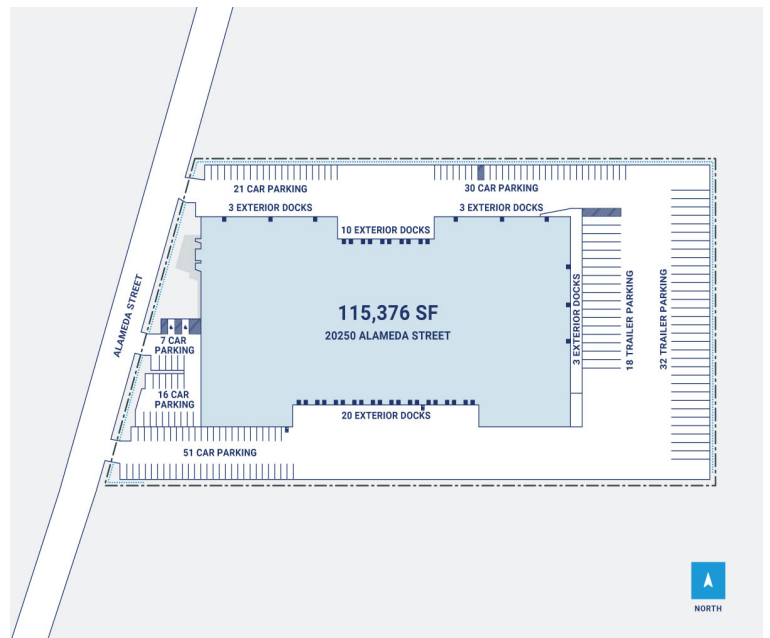 21 CAR PARKING
30 CAR PARKING
3 EXTERIOR DOCKS
3 EXTERIOR DOCKS
10 EXTERIOR DOCKS
ALAMEDA STREET
115,376 SF
20250 ALAMEDA STREET
3 EXTERIOR DOCKS
18 TRAILER PARKING
32 TRAILER PARKING
7 CAR
PARKING
16 CAR
PARKING
20 EXTERIOR DOCKS
51 CAR PARKING
NORTH